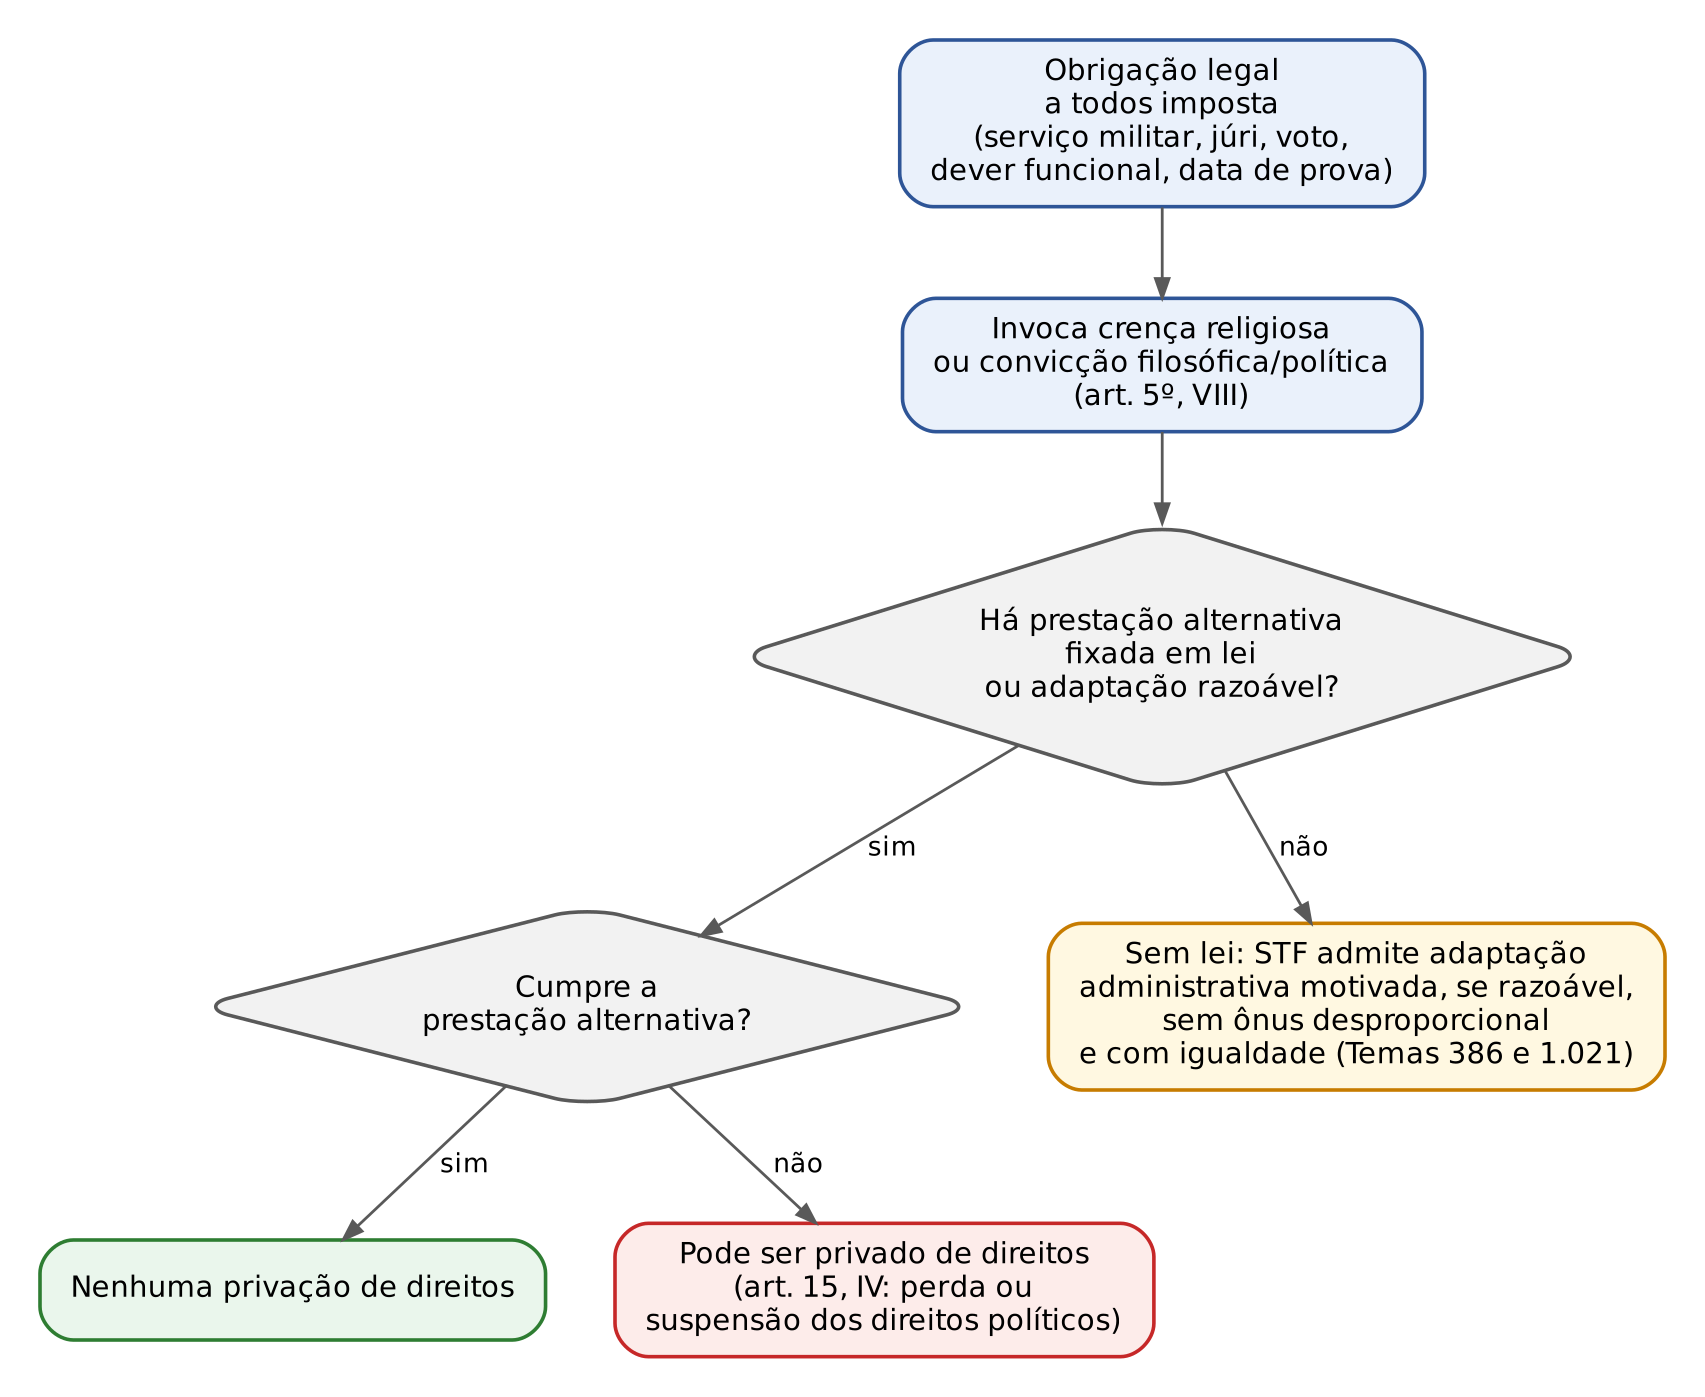 Obrigação legal
a todos imposta
(serviço militar, júri, voto,
dever funcional, data de prova)
Invoca crença religiosa
ou convicção filosófica/política
(art. 5º, VIII)
Há prestação alternativa
fixada em lei
ou adaptação razoável?
sim
não
Cumpre a
prestação alternativa?
Sem lei: STF admite adaptação
administrativa motivada, se razoável,
sem ônus desproporcional
e com igualdade (Temas 386 e 1.021)
sim
não
Nenhuma privação de direitos
Pode ser privado de direitos
(art. 15, IV: perda ou
suspensão dos direitos políticos)